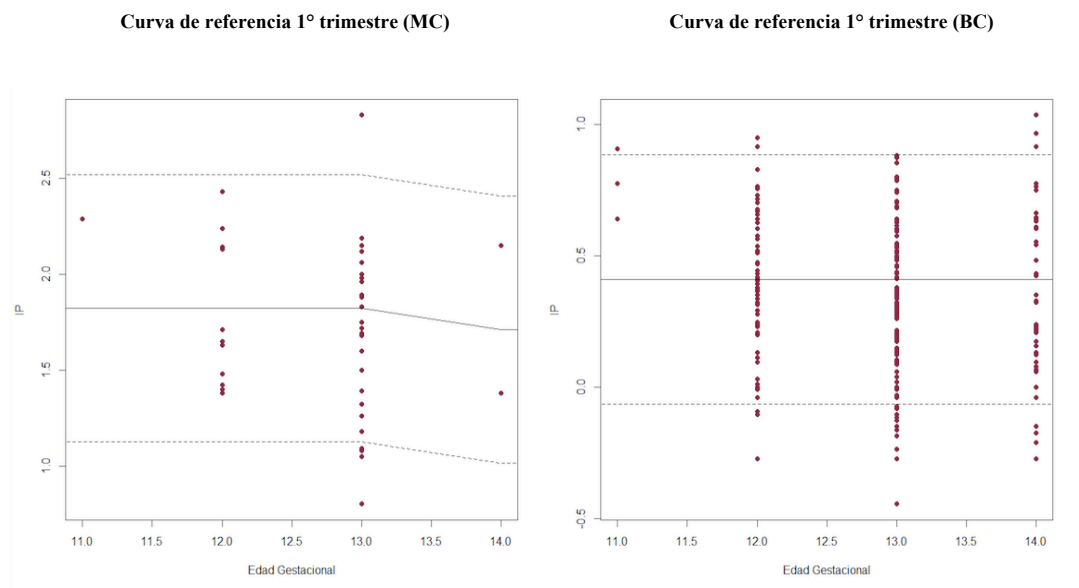 Curva de referencia 1° trimestre (MC)
Curva de referencia 1° trimestre (BC)
IP
2.5
2.0
1.5
1.0
11.0 11.5 12.0 12.5 13.0 13.5 14.0
Edad Gestacional
IP
1.0
0.5
0.0
-0.5
11.0 11.5 12.0 12.5 13.0 13.5 14.0
Edad Gestacional